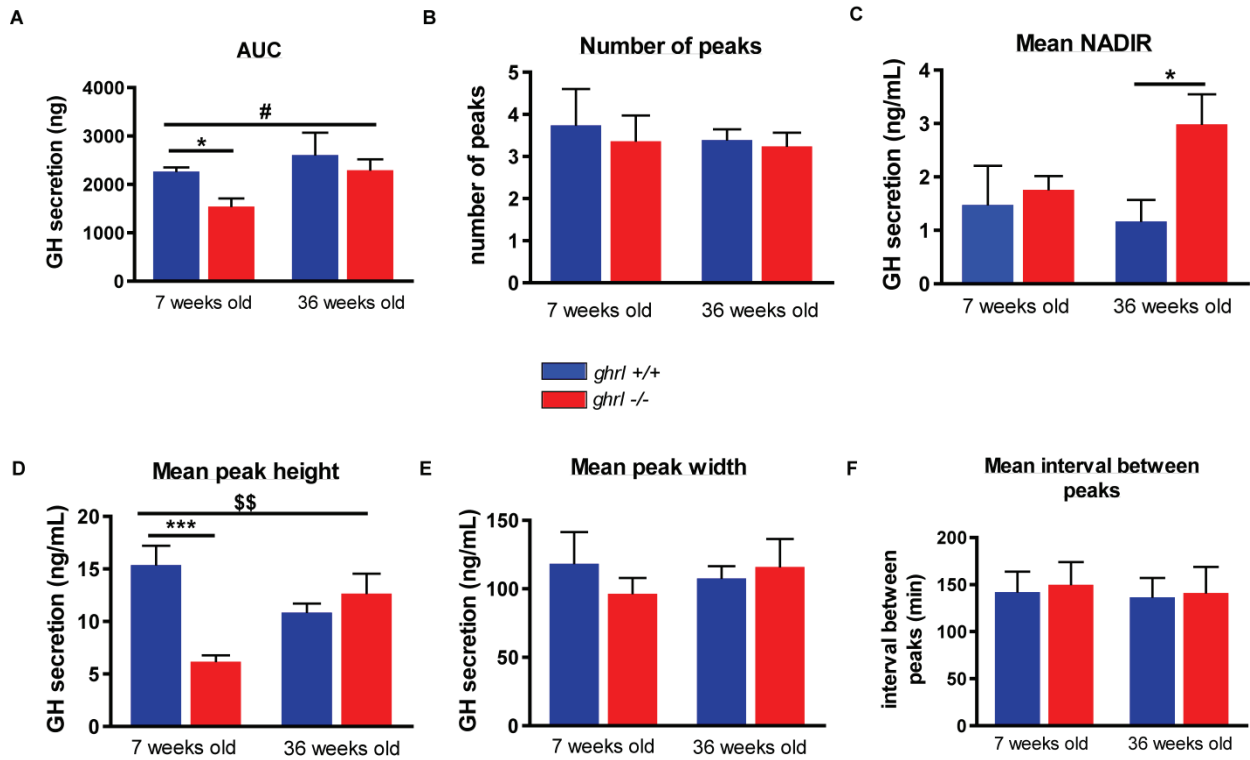 A
AUC
GH secretion (ng)
4000
3000
2000
1000
0
#
*
7 weeks old
36 weeks old
B
Number of peaks
number of peaks
5
4
3
2
1
0
7 weeks old
36 weeks old
C
Mean NADIR
GH secretion (ng/mL)
4
3
2
1
0
*
7 weeks old
36 weeks old
ghrl +/+
ghrl -/-
D
Mean peak height
GH secretion (ng/mL)
20
15
10
5
0
$$
***
7 weeks old
36 weeks old
E
Mean peak width
GH secretion (ng/mL)
150
100
50
0
7 weeks old
36 weeks old
F
Mean interval between
peaks
interval between
peaks (min)
200
150
100
50
0
7 weeks old
36 weeks old